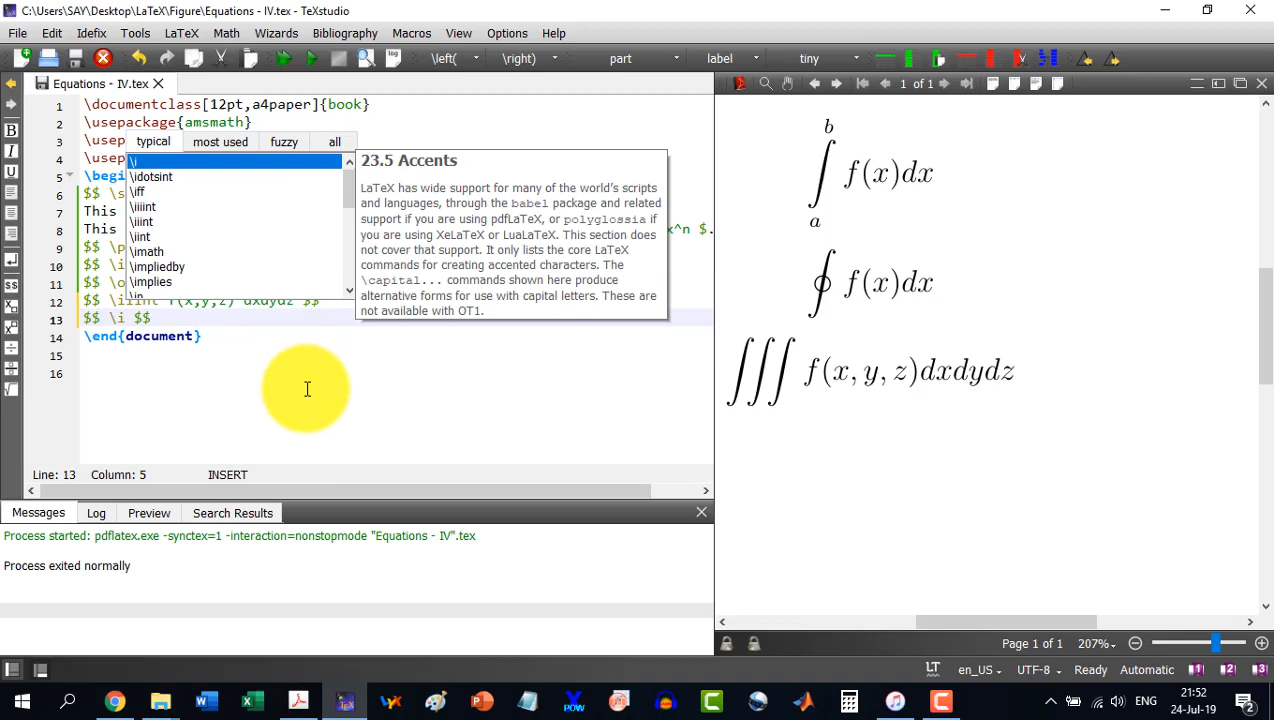 C:\Users\SAY\Desktop\LaTeX\Figure\Equations - IV.tex - TeXstudio
File Edit Idefix Tools LaTeX Math Wizards Bibliography Macros View Options Help
\left( \right) part label tiny
Equations - IV.tex
1 of 1
1 \documentclass[12pt,a4paper]{book}
2 \usepackage{amsmath}
3 \usep
4 \usep
5 \begi
6 $$ \s
7 This
8 This x^n $.
9 $$ \p
10 $$ \i
11 $$ \o
12 $$ \iiint f(x,y,z) dxdydz $$
13 $$ \i $$
14 \end{document}
15
16
typical most used fuzzy all
\i
\idotsint
\iff
\iiiint
\iiint
\iint
\imath
\impliedby
\implies
\in
23.5 Accents
LaTeX has wide support for many of the world's scripts
and languages, through the babel package and related
support if you are using pdfLaTeX, or polyglossia if
you are using XeLaTeX or LuaLaTeX. This section does
not cover that support. It only lists the core LaTeX
commands for creating accented characters. The
\capital... commands shown here produce
alternative forms for use with capital letters. These are
not available with OT1.
b
∫ f(x)dx
a
∮ f(x)dx
∭ f(x, y, z)dxdydz
Line: 13 Column: 5 INSERT
Messages Log Preview Search Results
Process started: pdflatex.exe -synctex=1 -interaction=nonstopmode "Equations - IV".tex
Process exited normally
Page 1 of 1 207%
LT en_US UTF-8 Ready Automatic 1 2 3
ENG 21:52
24-Jul-19 2